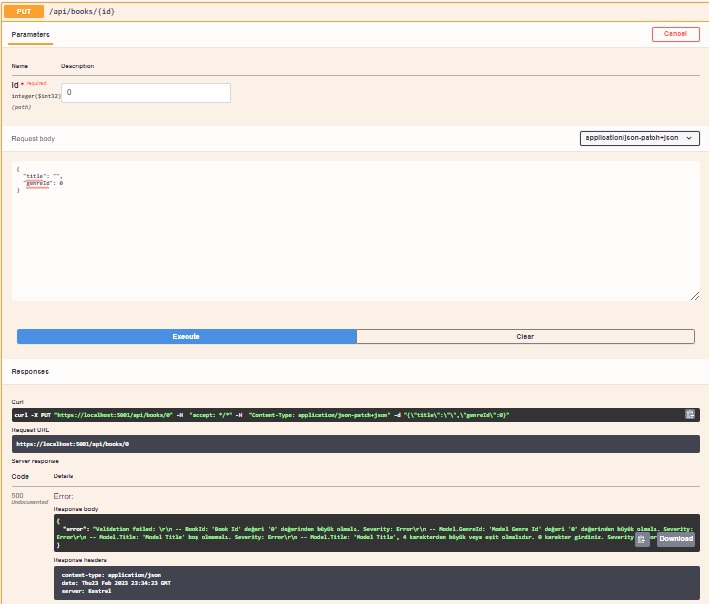 PUT /api/books/{id}
Parameters
Cancel
Name Description
id * required
integer($int32)
(path)
0
Request body
application/json-patch+json
{
"title": "",
"genreId": 0
}
Execute Clear
Responses
Curl
curl -X PUT "https://localhost:5001/api/books/0" -H "accept: */*" -H "Content-Type: application/json-patch+json" -d "{\"title\":\"\",\"genreId\":0}"
Request URL
https://localhost:5001/api/books/0
Server response
Code Details
500
Undocumented
Error:
Response body
{
"error": "Validation failed: \r\n -- BookId: 'Book Id' değeri '0' değerinden büyük olmalı. Severity: Error\r\n -- Model.GenreId: 'Model Genre Id' değeri '0' değerinden büyük olmalı. Severity:
Error\r\n -- Model.Title: 'Model Title' boş olmamalı. Severity: Error\r\n -- Model.Title: 'Model Title', 4 karakterden büyük veya eşit olmalıdır. 0 karakter girdiniz. Severity
}
Download
Response headers
content-type: application/json
date: Thu23 Feb 2023 23:34:23 GMT
server: Kestrel